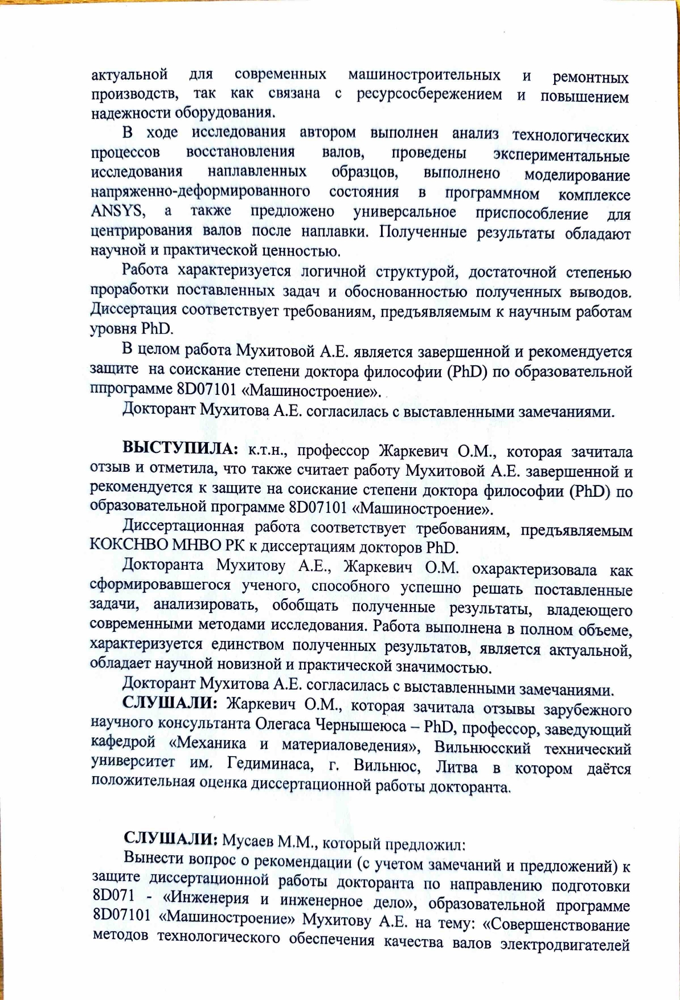 актуальной для современных машиностроительных и ремонтных
производств, так как связана с ресурсосбережением и повышением
надежности оборудования.
В ходе исследования автором выполнен анализ технологических
процессов восстановления валов, проведены экспериментальные
исследования наплавленных образцов, выполнено моделирование
напряженно-деформированного состояния в программном комплексе
ANSYS, а также предложено универсальное приспособление для
центрирования валов после наплавки. Полученные результаты обладают
научной и практической ценностью.
Работа характеризуется логичной структурой, достаточной степенью
проработки поставленных задач и обоснованностью полученных выводов.
Диссертация соответствует требованиям, предъявляемым к научным работам
уровня PhD.
В целом работа Мухитовой А.Е. является завершенной и рекомендуется
защите на соискание степени доктора философии (PhD) по образовательной
ппрограмме 8D07101 «Машиностроение».
Докторант Мухитова А.Е. согласилась с выставленными замечаниями.
ВЫСТУПИЛА: к.т.н., профессор Жаркевич О.М., которая зачитала
отзыв и отметила, что также считает работу Мухитовой А.Е. завершенной и
рекомендуется к защите на соискание степени доктора философии (PhD) по
образовательной программе 8D07101 «Машиностроение».
Диссертационная работа соответствует требованиям, предъявляемым
КОКСНВО МНВО РК к диссертациям докторов PhD.
Докторанта Мухитову А.Е., Жаркевич О.М. охарактеризовала как
сформировавшегося ученого, способного успешно решать поставленные
задачи, анализировать, обобщать полученные результаты, владеющего
современными методами исследования. Работа выполнена в полном объеме,
характеризуется единством полученных результатов, является актуальной,
обладает научной новизной и практической значимостью.
Докторант Мухитова А.Е. согласилась с выставленными замечаниями.
СЛУШАЛИ: Жаркевич О.М., которая зачитала отзывы зарубежного
научного консультанта Олегаса Чернышеюса – PhD, профессор, заведующий
кафедрой «Механика и материаловедения», Вильнюсский технический
университет им. Гедиминаса, г. Вильнюс, Литва в котором даётся
положительная оценка диссертационной работы докторанта.
СЛУШАЛИ: Мусаев М.М., который предложил:
Вынести вопрос о рекомендации (с учетом замечаний и предложений) к
защите диссертационной работы докторанта по направлению подготовки
8D071 - «Инженерия и инженерное дело», образовательной программе
8D07101 «Машиностроение» Мухитову А.Е. на тему: «Совершенствование
методов технологического обеспечения качества валов электродвигателей